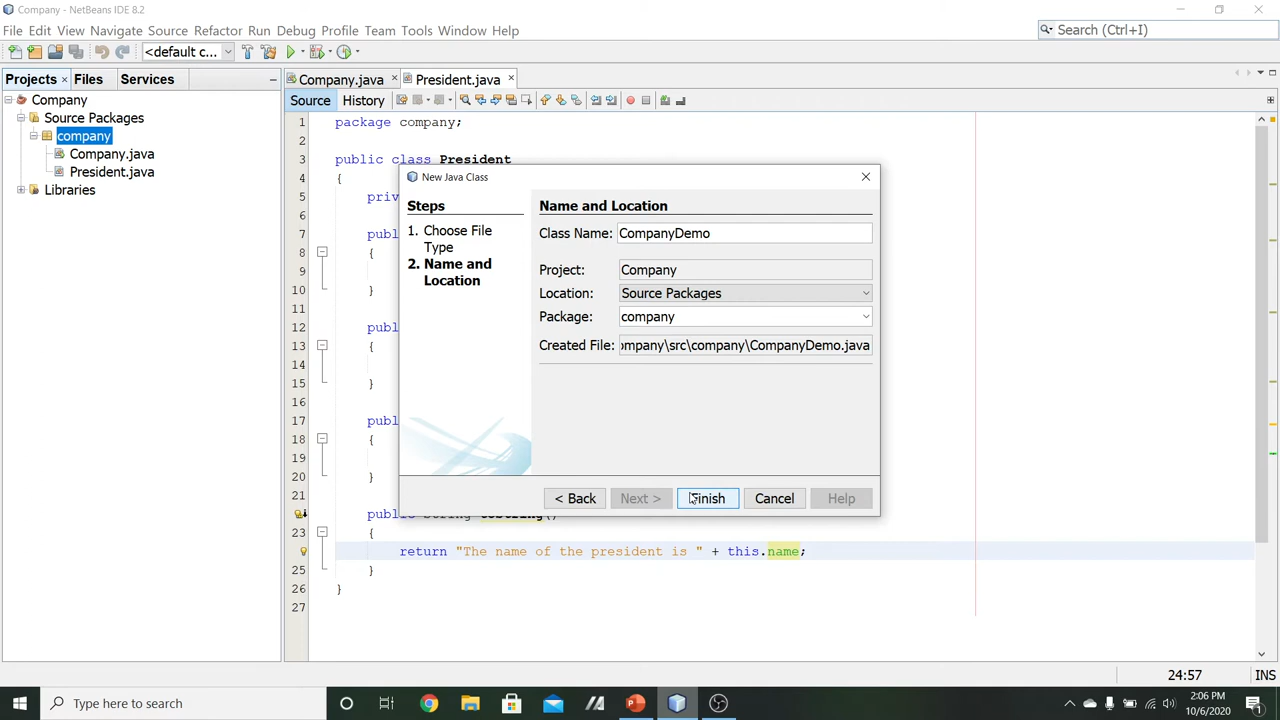 Company - NetBeans IDE 8.2
File Edit View Navigate Source Refactor Run Debug Profile Team Tools Window Help
Search (Ctrl+I)
<default c...
Projects Files Services
Company
Source Packages
company
Company.java
President.java
Libraries
Company.java President.java
Source History
1 package company;
2
3 public class President
4 {
5 priv
6
7 publ
8 {
9
10 }
11
12 publ
13 {
14
15 }
16
17 publ
18 {
19
20 }
21
public String toString()
23 {
return "The name of the president is " + this.name;
25 }
26 }
27
New Java Class
Steps
1. Choose File
Type
2. Name and
Location
Name and Location
Class Name: CompanyDemo
Project: Company
Location: Source Packages
Package: company
Created File: ompany\src\company\CompanyDemo.java
< Back Next > Finish Cancel Help
24:57 INS
Type here to search
2:06 PM
10/6/2020